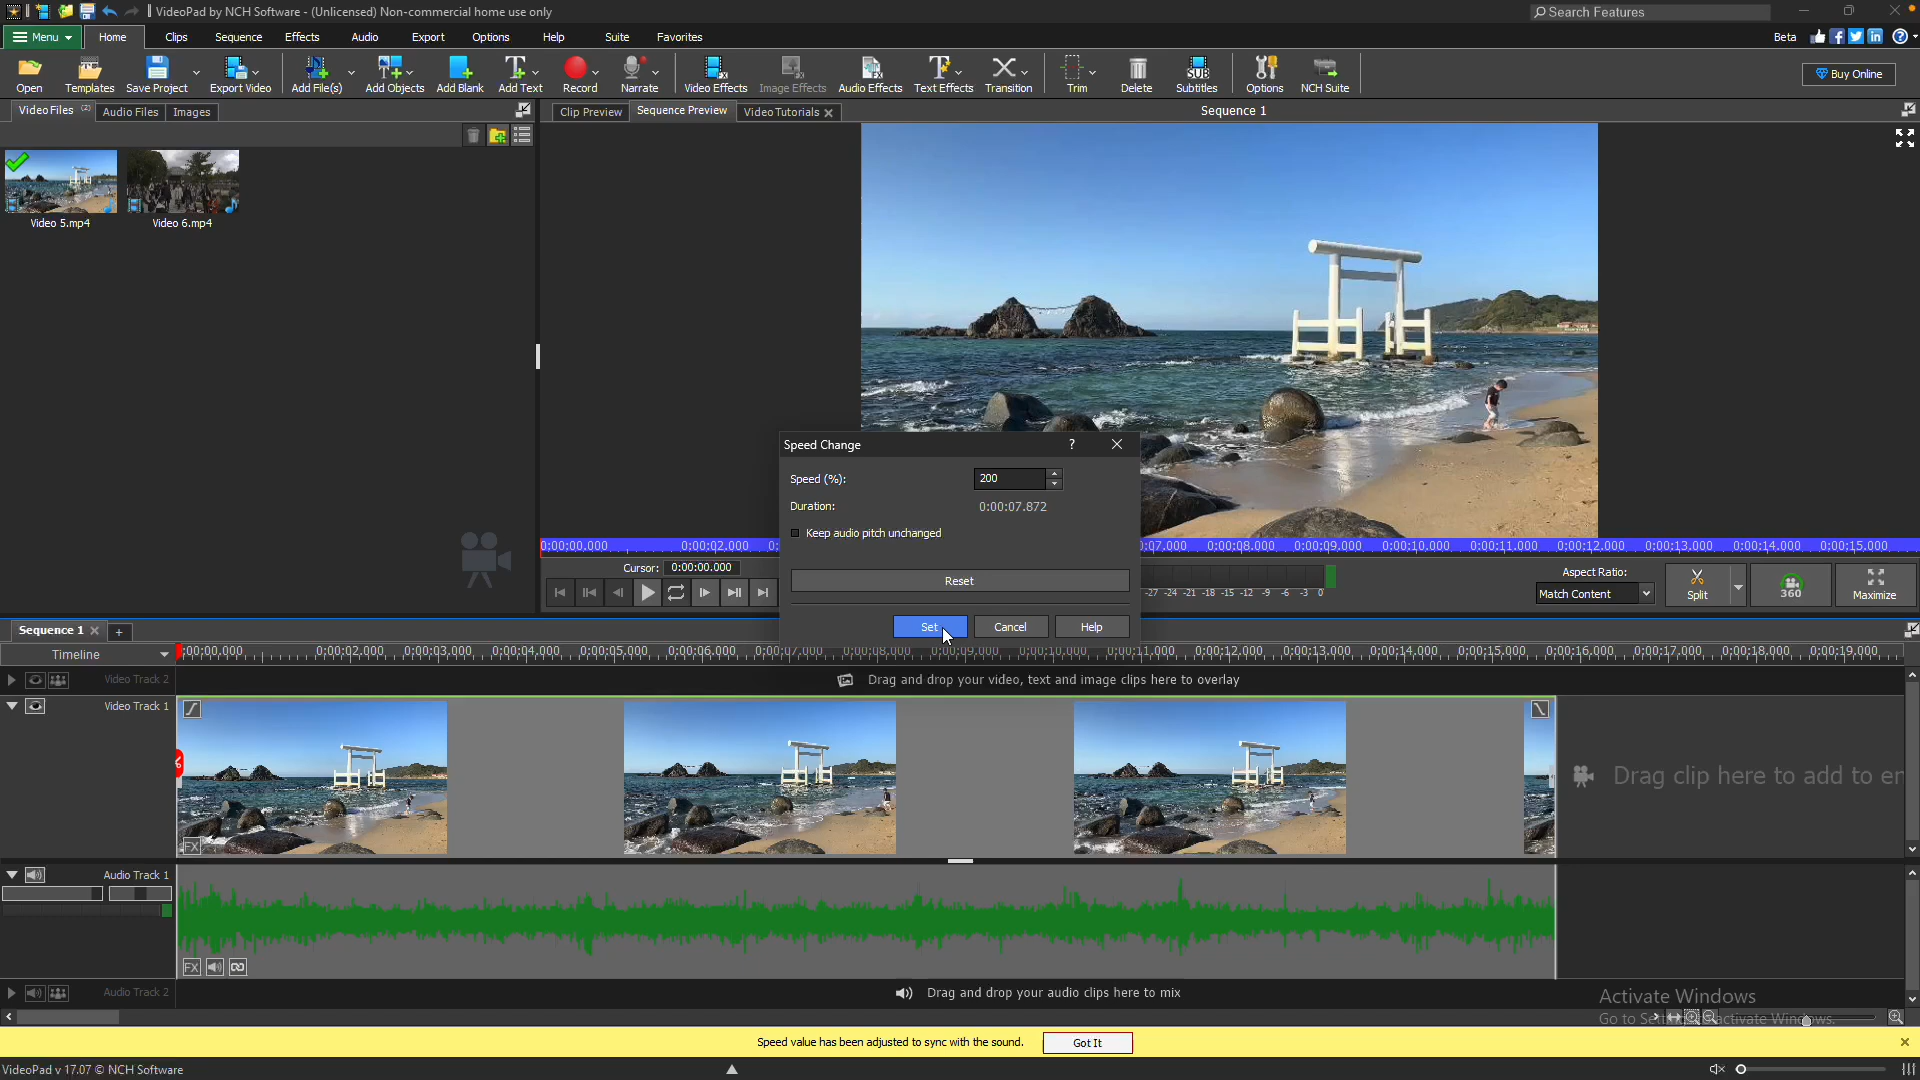 VideoPad by NCH Software - (Unlicensed) Non-commercial home use only
Search Features
Menu Home Clips Sequence Effects Audio Export Options Help Suite Favorites Beta
Open Templates Save Project Export Video Add File(s) Add Objects Add Blank Add Text Record Narrate Video Effects Image Effects Audio Effects Text Effects Transition Trim Delete Subtitles Options NCH Suite Buy Online
Video Files (2) Audio Files Images
Clip Preview Sequence Preview Video Tutorials Sequence 1
Video 5.mp4 Video 6.mp4
Speed Change
Speed (%): 200
Duration: 0:00:07.872
Keep audio pitch unchanged
Reset
Set Cancel Help
0:00:00.000 0:00:02.000 0:00:08.000 0:00:09.000 0:00:10.000 0:00:11.000 0:00:12.000 0:00:13.000 0:00:14.000 0:00:15.000
Cursor: 0:00:00.000
-27 -24 -21 -18 -15 -12 -9 -6 -3 0
Aspect Ratio:
Match Content
Split 360 Maximize
Sequence 1
Timeline
0:00:02.000 0:00:03.000 0:00:04.000 0:00:05.000 0:00:06.000 0:00:07.000 0:00:08.000 0:00:09.000 0:00:10.000 0:00:11.000 0:00:12.000 0:00:13.000 0:00:14.000 0:00:15.000 0:00:16.000 0:00:17.000 0:00:18.000 0:00:19.000
Video Track 2 Drag and drop your video, text and image clips here to overlay
Video Track 1
FX
Drag clip here to add to
Audio Track 1
FX
Audio Track 2 Drag and drop your audio clips here to mix
Activate Windows
Go to
Speed value has been adjusted to sync with the sound. Got It
VideoPad v 17.07 © NCH Software